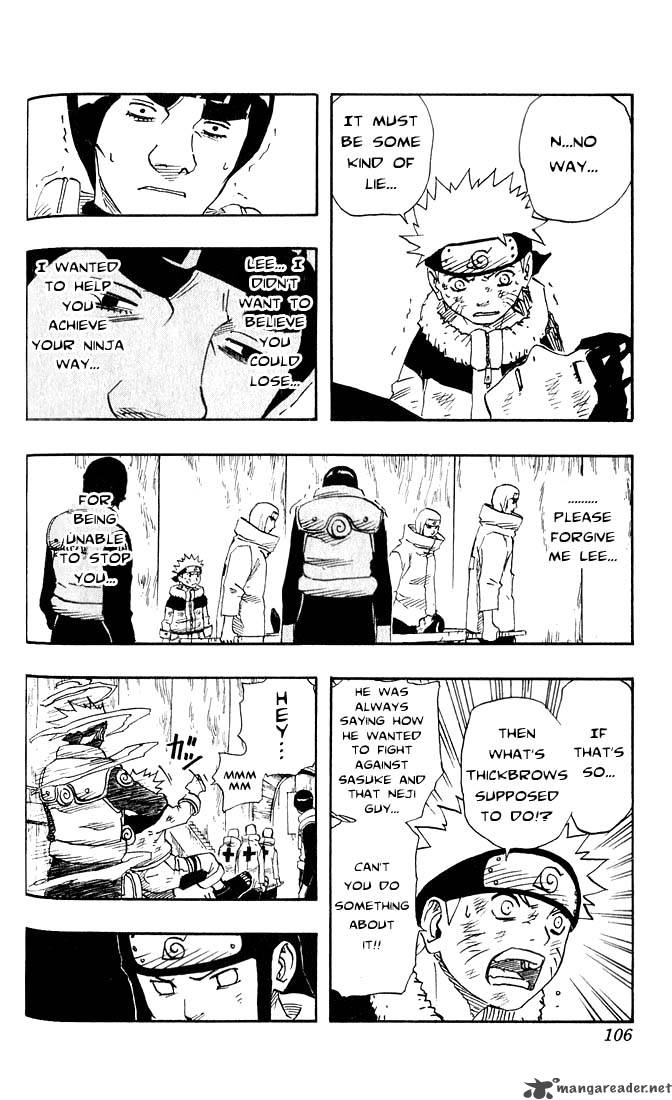 N...NO
WAY...
IT MUST
BE SOME
KIND OF
LIE...
LEE... I
DIDN'T
WANT TO
BELIEVE
YOU
COULD
LOSE...
I WANTED
TO HELP
YOU
ACHIEVE
YOUR NINJA
WAY...
.........
PLEASE
FORGIVE
ME LEE...
FOR
BEING
UNABLE
TO STOP
YOU...
IF
THAT'S
SO...
THEN
WHAT'S
THICKBROWS
SUPPOSED
TO DO!?
HE WAS
ALWAYS
SAYING HOW
HE WANTED
TO FIGHT
AGAINST
SASUKE AND
THAT NEJI
GUY...
CAN'T
YOU DO
SOMETHING
ABOUT
IT!!
HEY...
MMM
MM
ガッ
106
mangareader.net